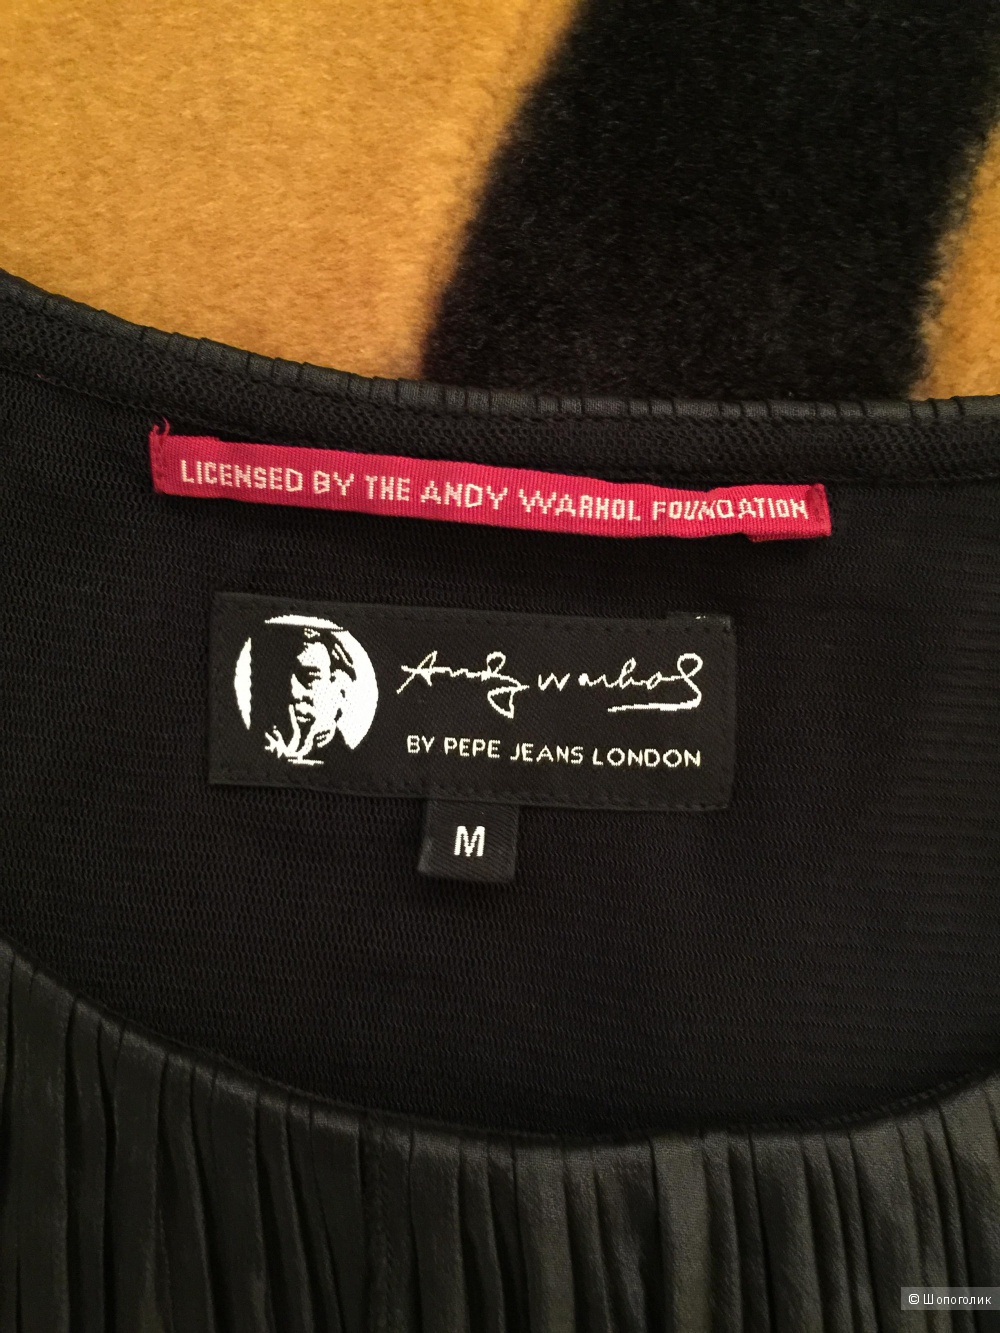 LICENSED BY THE ANDY WARHOL FOUNDATION
Andy Warhol
BY PEPE JEANS LONDON
M
© Шопоголик